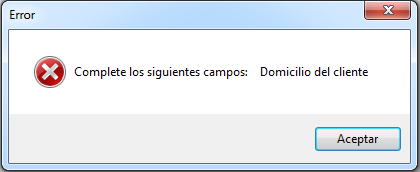 Error
Complete los siguientes campos:    Domicilio del cliente
Aceptar